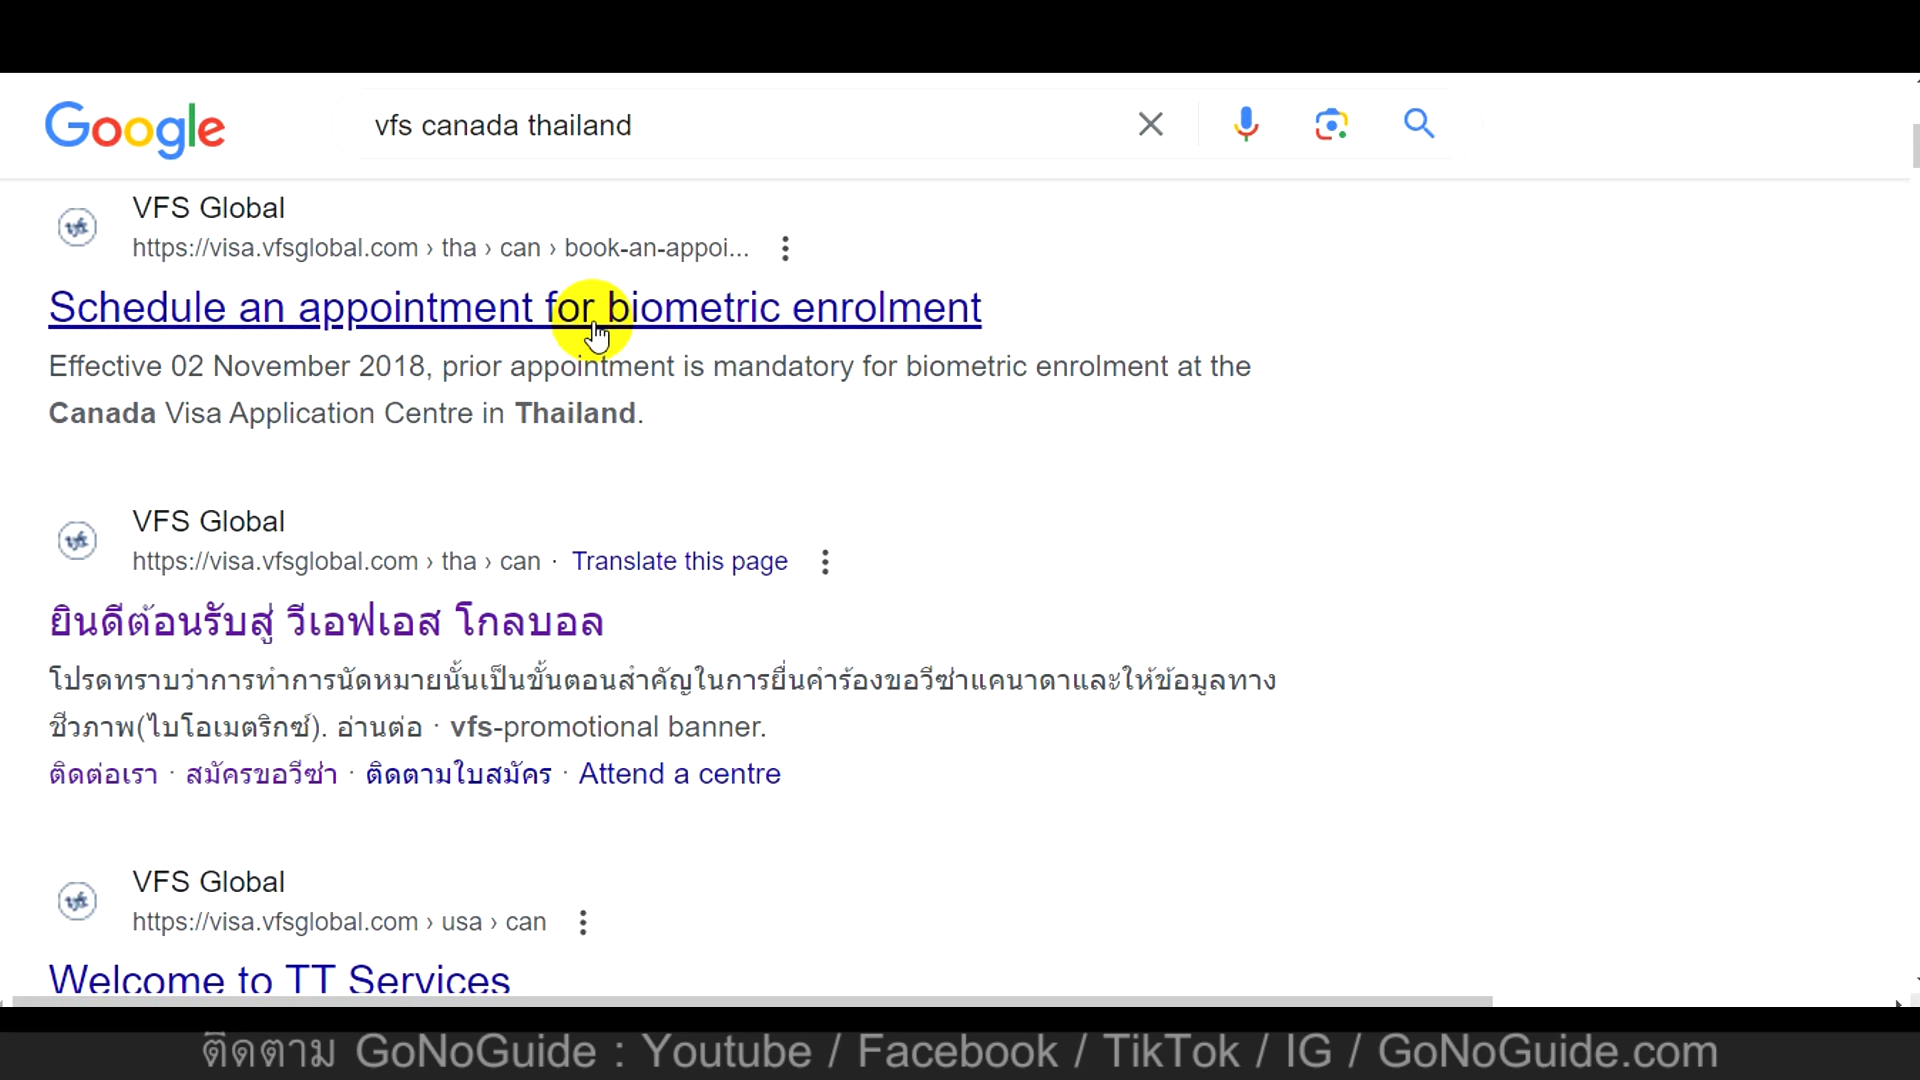 Google
vfs canada thailand
VFS Global
https://visa.vfsglobal.com › tha › can › book-an-appoi...
Schedule an appointment for biometric enrolment
Effective 02 November 2018, prior appointment is mandatory for biometric enrolment at the
Canada Visa Application Centre in Thailand.
VFS Global
https://visa.vfsglobal.com › tha › can · Translate this page
ยินดีต้อนรับสู่ วีเอฟเอส โกลบอล
โปรดทราบว่าการทำการนัดหมายนั้นเป็นขั้นตอนสำคัญในการยื่นคำร้องขอวีซ่าแคนาดาและให้ข้อมูลทาง
ชีวภาพ(ไบโอเมตริกซ์). อ่านต่อ · vfs-promotional banner.
ติดต่อเรา · สมัครขอวีซ่า · ติดตามใบสมัคร · Attend a centre
VFS Global
https://visa.vfsglobal.com › usa › can
Welcome to TT Services
ติดตาม GoNoGuide : Youtube / Facebook / TikTok / IG / GoNoGuide.com